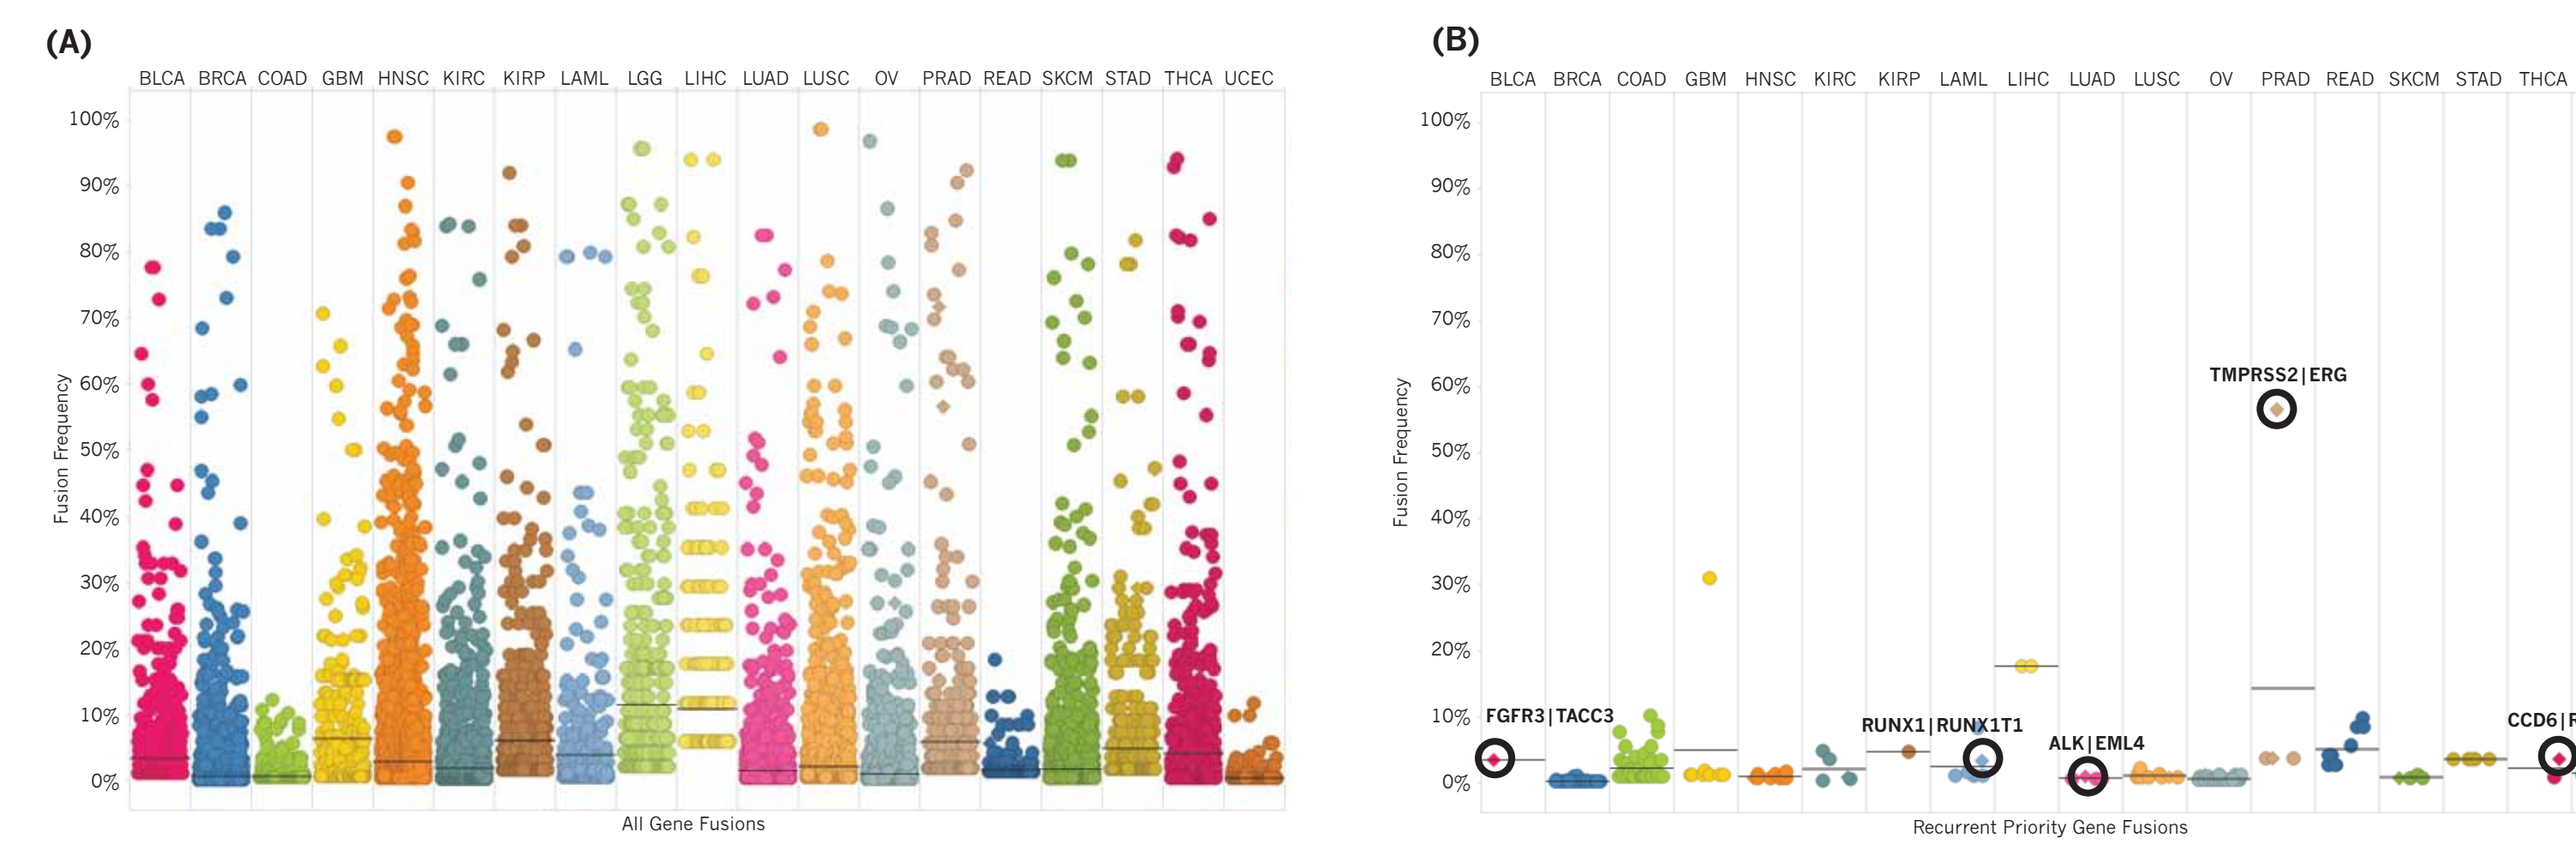 (A)
BLCA BRCA COAD GBM HNSC KIRC KIRP LAML LGG LIHC LUAD LUSC OV PRAD READ SKCM STAD THCA UCEC
100%
90%
80%
70%
60%
50%
40%
30%
20%
10%
0%
Fusion Frequency
All Gene Fusions
(B)
BLCA BRCA COAD GBM HNSC KIRC KIRP LAML LIHC LUAD LUSC OV PRAD READ SKCM STAD THCA
100%
90%
80%
70%
60%
50%
40%
30%
20%
10%
0%
Fusion Frequency
TMPRSS2|ERG
FGFR3|TACC3
RUNX1|RUNX1T1
ALK|EML4
CCD6|
Recurrent Priority Gene Fusions